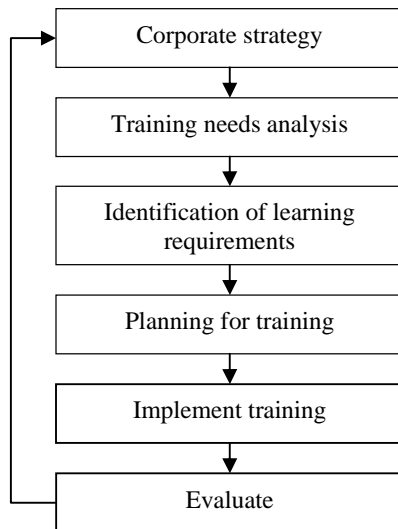 Corporate strategy
Training needs analysis
Identification of learning
requirements
Planning for training
Implement training
Evaluate